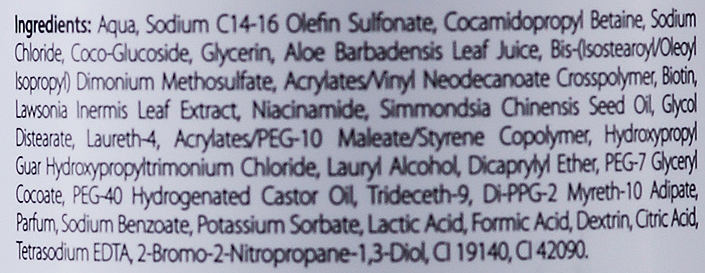 Ingredients: Aqua, Sodium C14-16 Olefin Sulfonate, Cocamidopropyl Betaine, Sodium
Chloride, Coco-Glucoside, Glycerin, Aloe Barbadensis Leaf Juice, Bis-(Isostearoyl/Oleoyl
Isopropyl) Dimonium Methosulfate, Acrylates/Vinyl Neodecanoate Crosspolymer, Biotin,
Lawsonia Inermis Leaf Extract, Niacinamide, Simmondsia Chinensis Seed Oil, Glycol
Distearate, Laureth-4, Acrylates/PEG-10 Maleate/Styrene Copolymer, Hydroxypropyl
Guar Hydroxypropyltrimonium Chloride, Lauryl Alcohol, Dicaprylyl Ether, PEG-7 Glyceryl
Cocoate, PEG-40 Hydrogenated Castor Oil, Trideceth-9, Di-PPG-2 Myreth-10 Adipate,
Parfum, Sodium Benzoate, Potassium Sorbate, Lactic Acid, Formic Acid, Dextrin, Citric Acid,
Tetrasodium EDTA, 2-Bromo-2-Nitropropane-1,3-Diol, CI 19140, CI 42090.